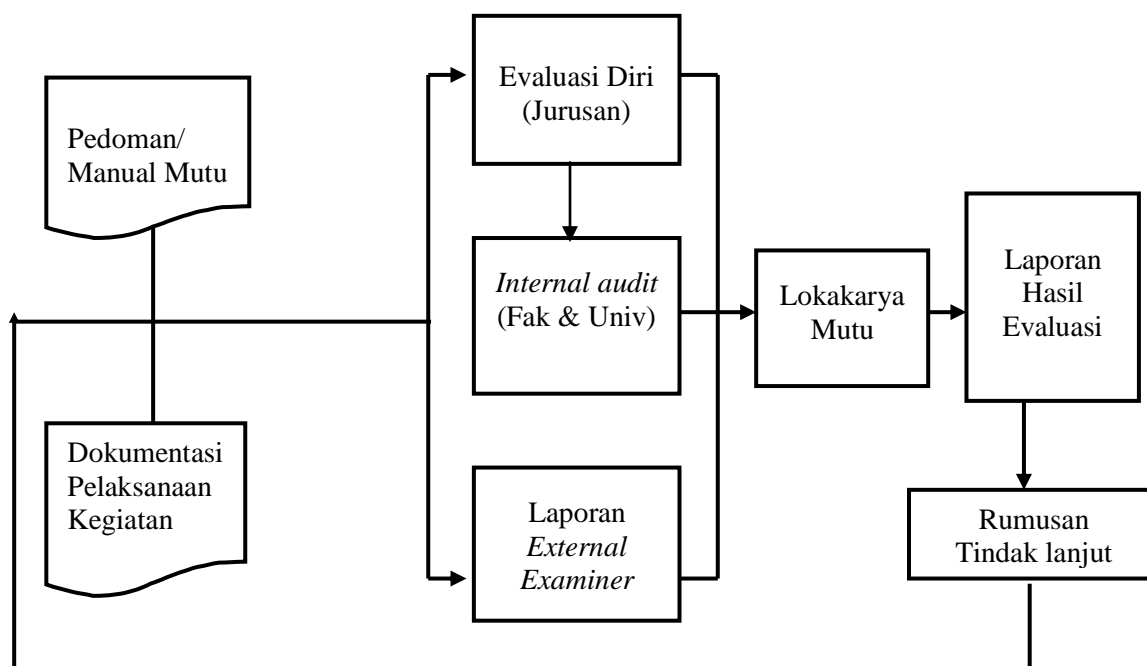 Pedoman/
Manual Mutu
Dokumentasi
Pelaksanaan
Kegiatan
Evaluasi Diri
(Jurusan)
Internal audit
(Fak & Univ)
Laporan
External
Examiner
Lokakarya
Mutu
Laporan
Hasil
Evaluasi
Rumusan
Tindak lanjut